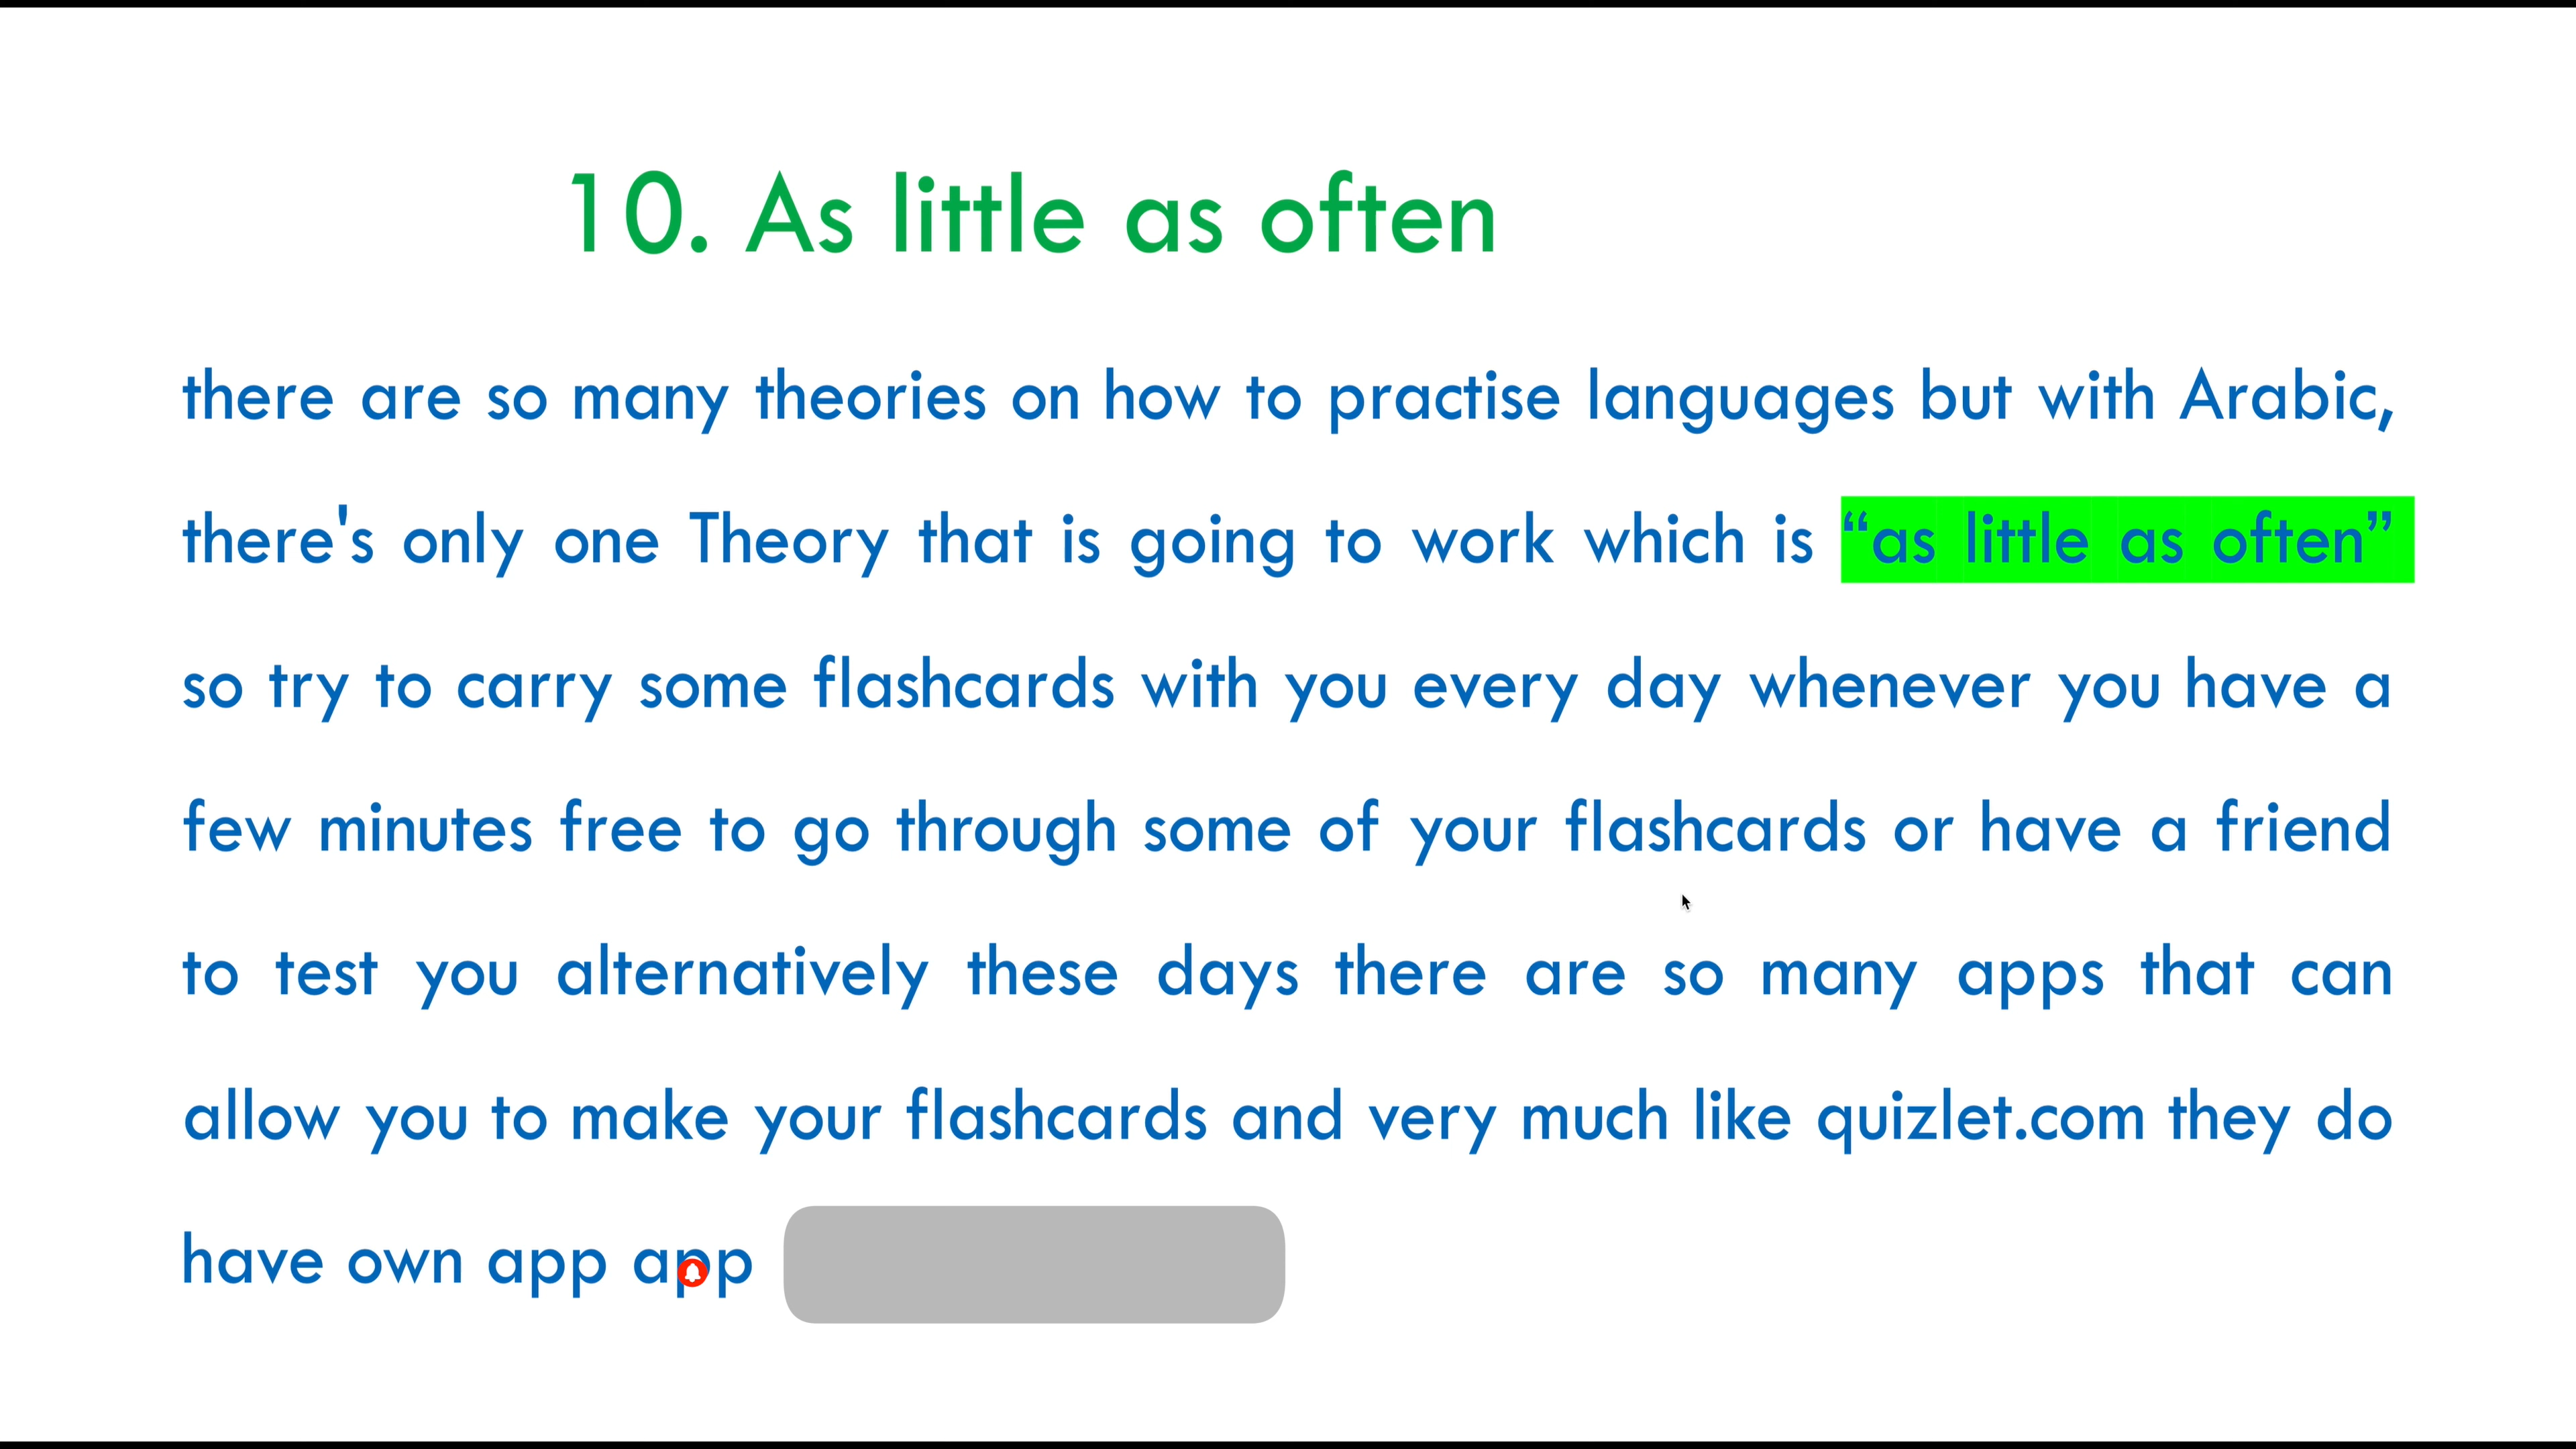 10. As little as often
there are so many theories on how to practise languages but with Arabic,
there's only one Theory that is going to work which is “as little as often”
so try to carry some flashcards with you every day whenever you have a
few minutes free to go through some of your flashcards or have a friend
to test you alternatively these days there are so many apps that can
allow you to make your flashcards and very much like quizlet.com they do
have own app app